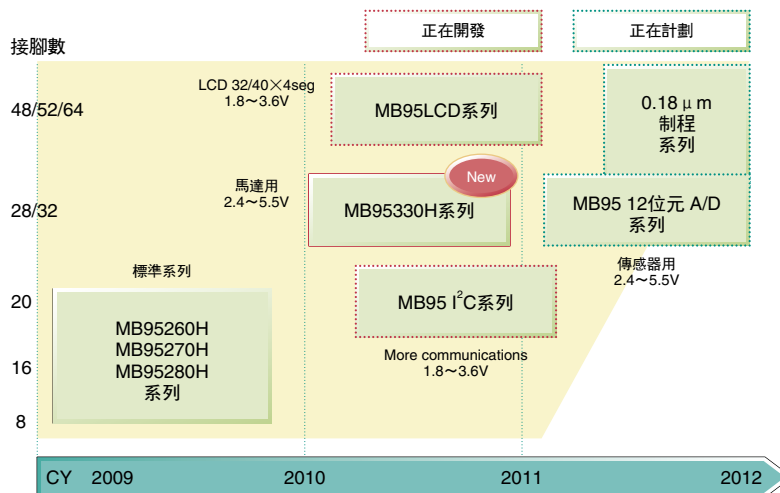 正在開發
正在計劃
接腳數
LCD 32/40×4seg
1.8～3.6V
48/52/64
MB95LCD系列
0.18 μm
制程
系列
New
馬達用
2.4～5.5V
28/32
MB95330H系列
MB95 12位元 A/D
系列
標準系列
傳感器用
2.4～5.5V
20
MB95 I²C系列
MB95260H
MB95270H
MB95280H
系列
More communications
1.8～3.6V
16
8
CY 2009 2010 2011 2012